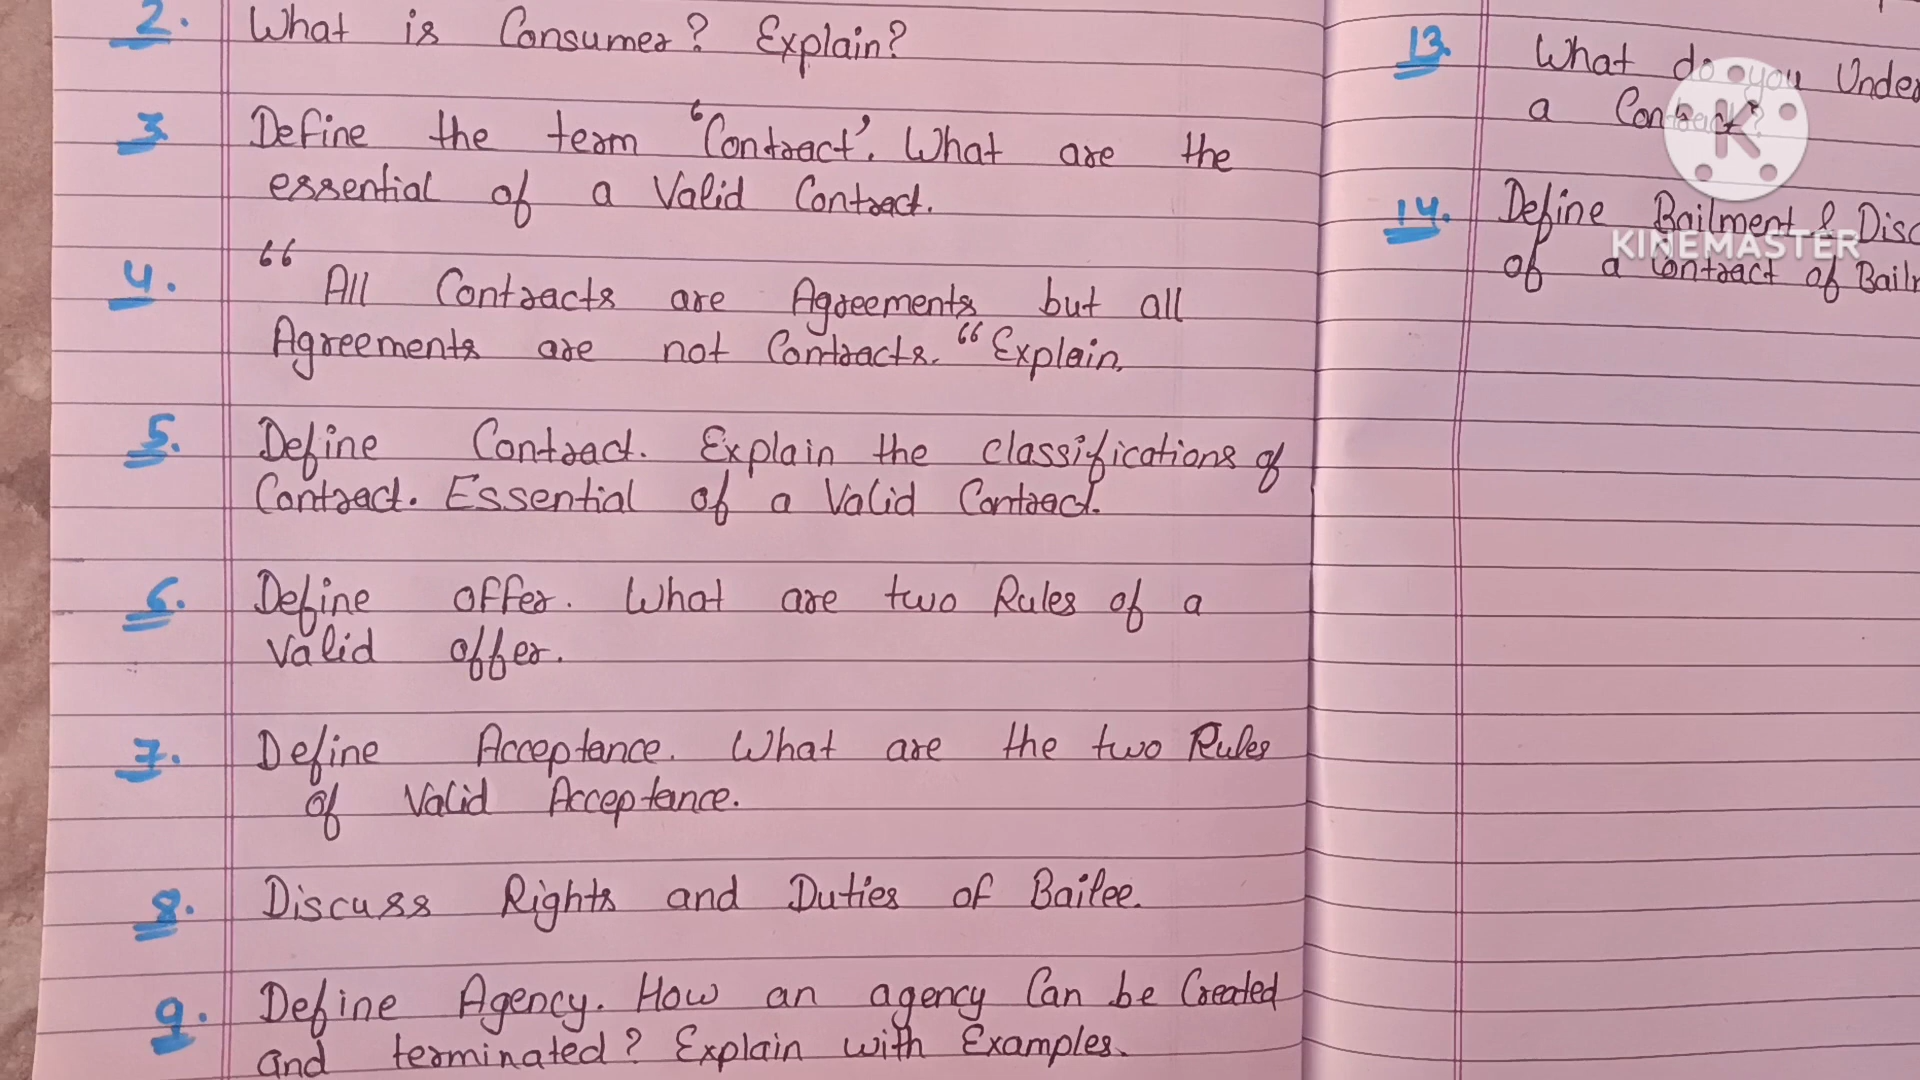 2. What is Consumer? Explain?
3. Define the term 'Contract'. What are the
essential of a Valid Contract.
4. “ All Contracts are Agreements but all
Agreements are not Contracts. “ Explain.
5. Define Contract. Explain the classifications of
Contract. Essential of a Valid Contract.
6. Define offer. What are two Rules of a
Valid offer.
7. Define Acceptance. What are the two Rules
of Valid Acceptance.
8. Discuss Rights and Duties of Bailee.
9. Define Agency. How an agency Can be Created
and terminated? Explain with Examples.
13. What do you
a Contract?
14. Define Bailment &
of a Contract of
K
KINEMASTER